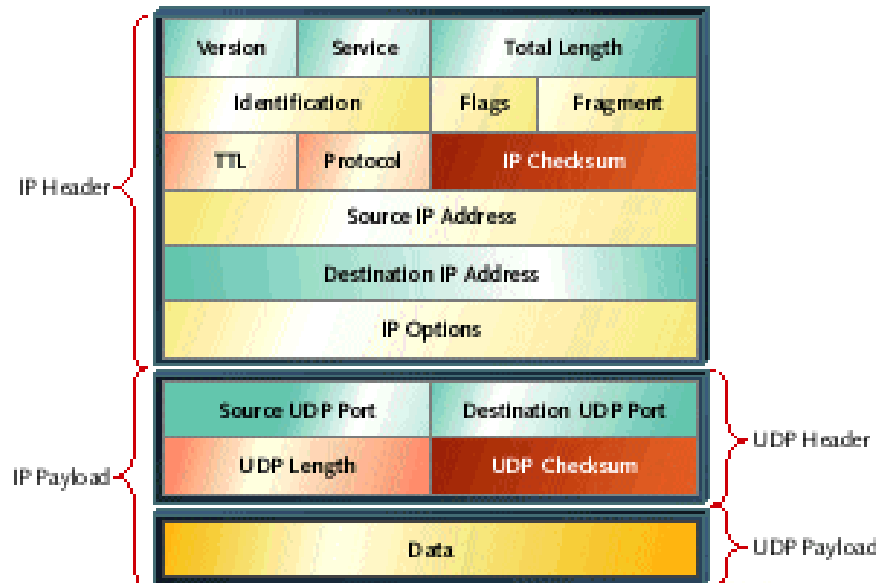 Version Service Total Length
Identification Flags Fragment
TTL Protocol IP Checksum
IP Header
Source IP Address
Destination IP Address
IP Options
Source UDP Port Destination UDP Port
UDP Header
IP Payload
UDP Length UDP Checksum
Data
UDP Payload